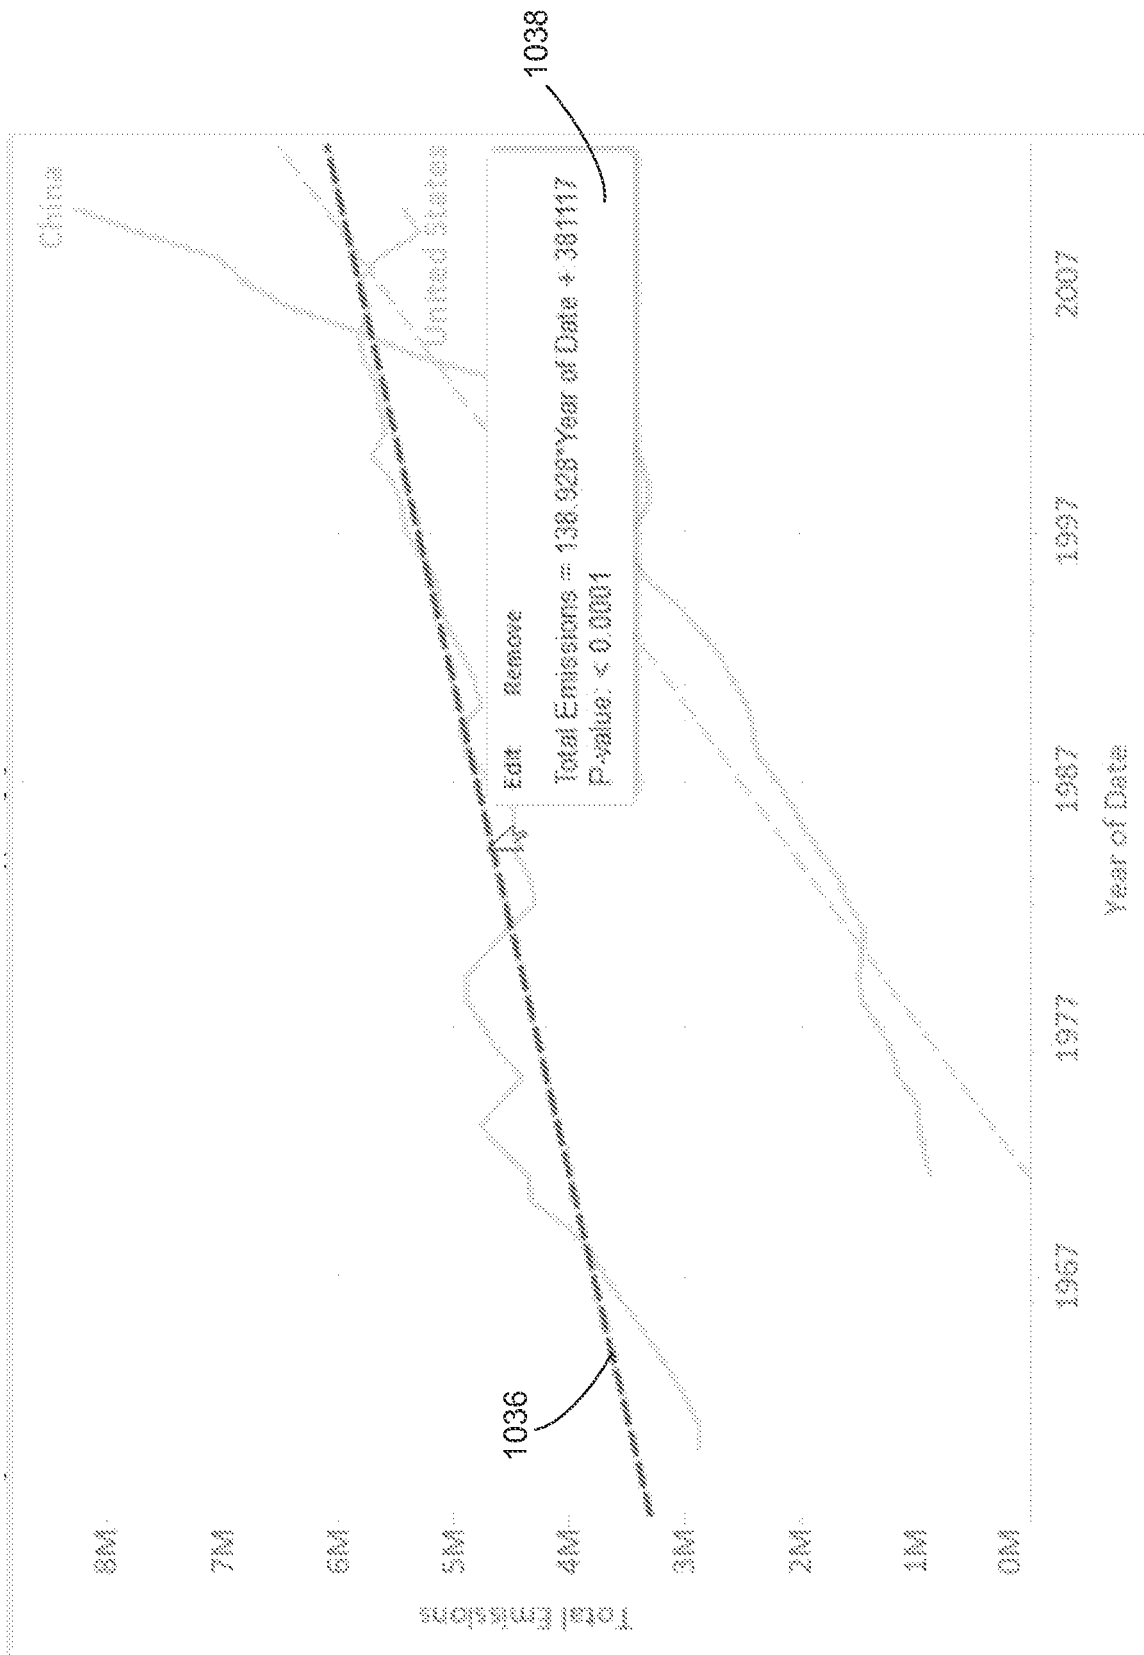 China
United States
8M
7M
6M
5M
4M
3M
2M
1M
0M
Total Emissions
1036
1038
Edit Remove
Total Emissions = 138.928*Year of Date + 381117
P-value: < 0.0001
1967
1977
1987
1997
2007
Year of Date